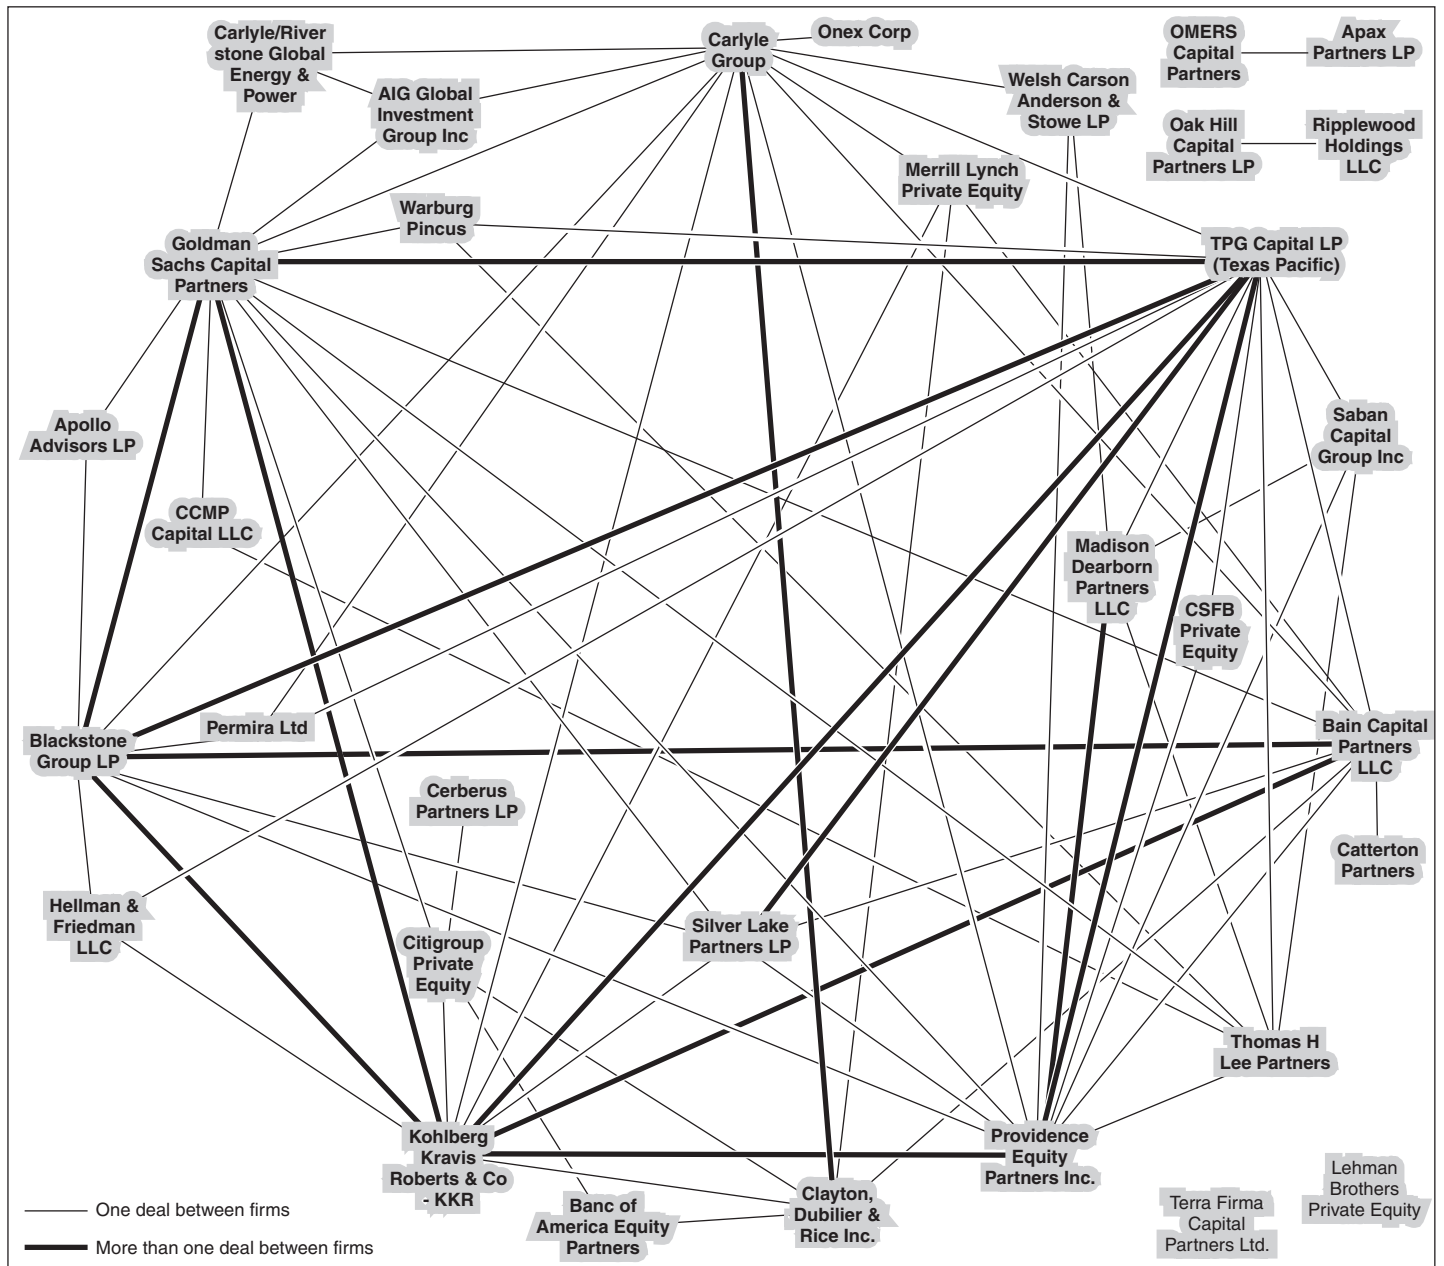 Carlyle/River
stone Global
Energy &
Power
Carlyle
Group
Onex Corp
OMERS
Capital
Partners
Apax
Partners LP
AIG Global
Investment
Group Inc
Welsh Carson
Anderson &
Stowe LP
Oak Hill
Capital
Partners LP
Ripplewood
Holdings
LLC
Merrill Lynch
Private Equity
Warburg
Pincus
Goldman
Sachs Capital
Partners
TPG Capital LP
(Texas Pacific)
Apollo
Advisors LP
Saban
Capital
Group Inc
CCMP
Capital LLC
Madison
Dearborn
Partners
LLC
CSFB
Private
Equity
Permira Ltd
Blackstone
Group LP
Bain Capital
Partners
LLC
Cerberus
Partners LP
Catterton
Partners
Hellman &
Friedman
LLC
Citigroup
Private
Equity
Silver Lake
Partners LP
Thomas H
Lee Partners
Kohlberg
Kravis
Roberts & Co
- KKR
Providence
Equity
Partners Inc.
Banc of
America Equity
Partners
Clayton,
Dubilier &
Rice Inc.
Terra Firma
Capital
Partners Ltd.
Lehman
Brothers
Private Equity
One deal between firms
More than one deal between firms